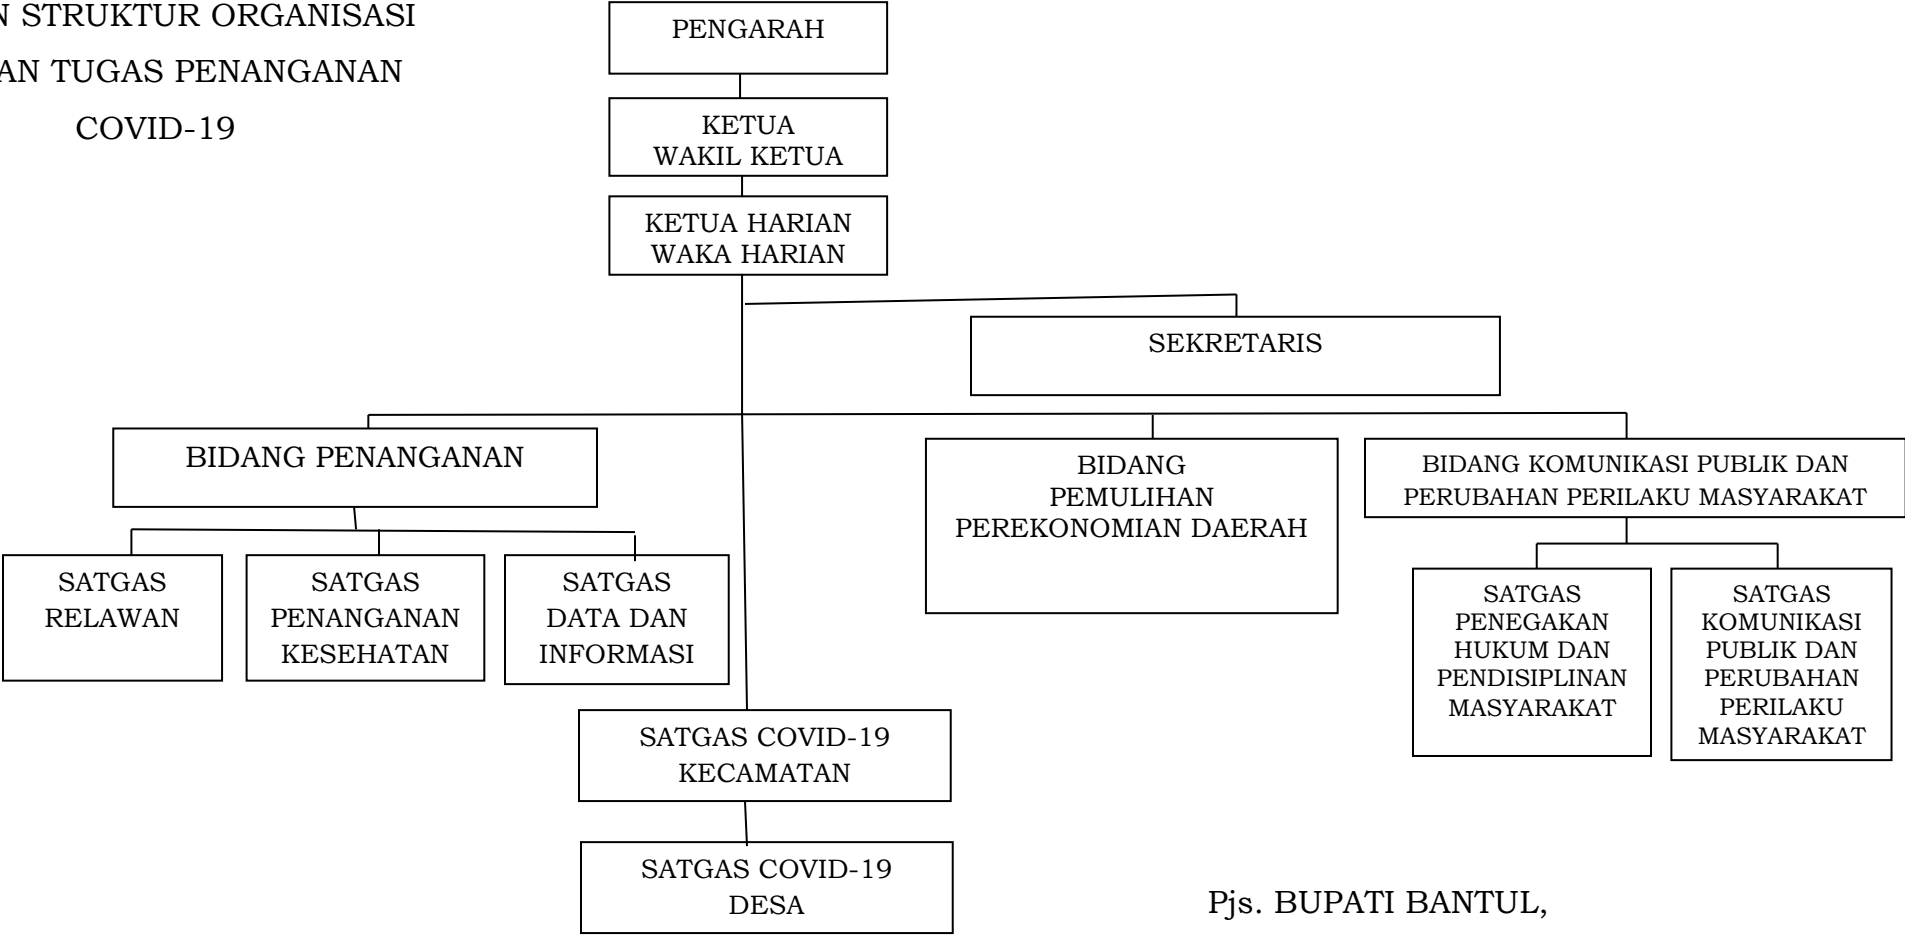 STRUKTUR ORGANISASI
TUGAS PENANGANAN
COVID-19
PENGARAH
KETUA
WAKIL KETUA
KETUA HARIAN
WAKA HARIAN
SEKRETARIS
BIDANG PENANGANAN
BIDANG
PEMULIHAN
PEREKONOMIAN DAERAH
BIDANG KOMUNIKASI PUBLIK DAN
PERUBAHAN PERILAKU MASYARAKAT
SATGAS
RELAWAN
SATGAS
PENANGANAN
KESEHATAN
SATGAS
DATA DAN
INFORMASI
SATGAS
PENEGAKAN
HUKUM DAN
PENDISIPLINAN
MASYARAKAT
SATGAS
KOMUNIKASI
PUBLIK DAN
PERUBAHAN
PERILAKU
MASYARAKAT
SATGAS COVID-19
KECAMATAN
SATGAS COVID-19
DESA
Pjs. BUPATI BANTUL,